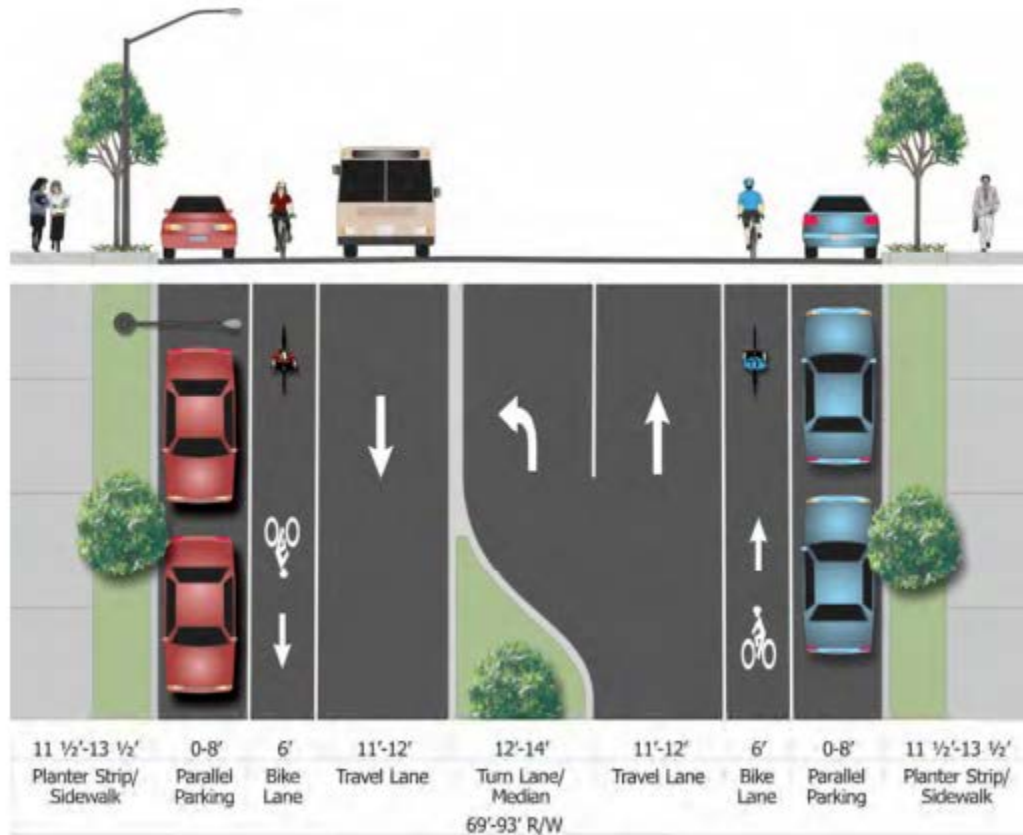 11 ½'-13 ½' 0-8' 6' 11'-12' 12'-14' 11'-12' 6' 0-8' 11 ½'-13 ½'
Planter Strip/ Parallel Bike Travel Lane Turn Lane/ Travel Lane Bike Parallel Planter Strip/
Sidewalk Parking Lane Median Lane Parking Sidewalk
69'-93' R/W